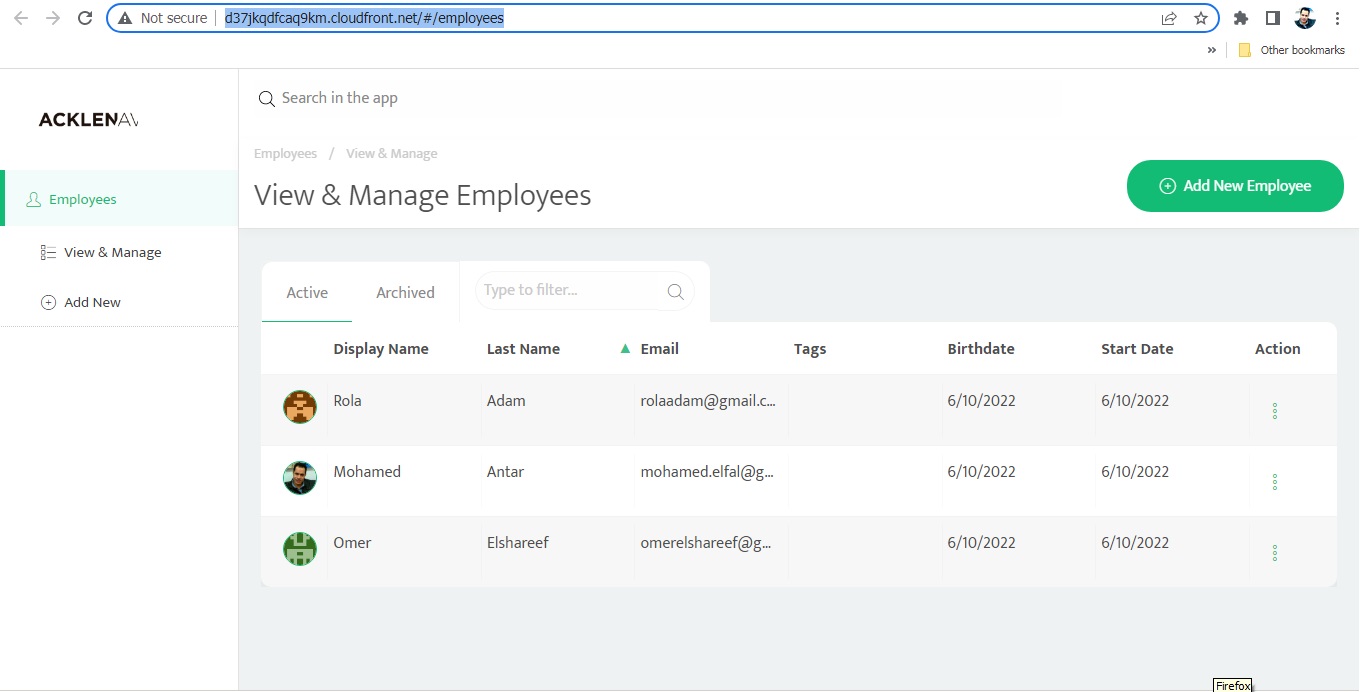 Not secure d37jkqdfcaq9km.cloudfront.net/#/employees
» Other bookmarks
ACKLENAV
Search in the app
Employees / View & Manage
View & Manage Employees
Add New Employee
Employees
View & Manage
Add New
Active Archived Type to filter...
Display Name Last Name ▲ Email Tags Birthdate Start Date Action
Rola Adam rolaadam@gmail.c... 6/10/2022 6/10/2022
Mohamed Antar mohamed.elfal@g... 6/10/2022 6/10/2022
Omer Elshareef omerelshareef@g... 6/10/2022 6/10/2022
Firefox